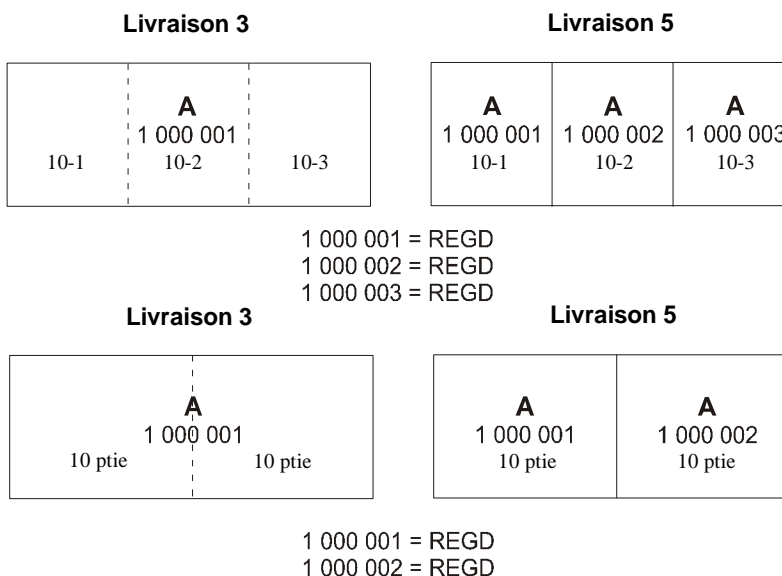 Livraison 3
Livraison 5
A
1 000 001
10-1
10-2
10-3
A
A
A
1 000 001
1 000 002
1 000 003
10-1
10-2
10-3
1 000 001 = REGD
1 000 002 = REGD
1 000 003 = REGD
Livraison 3
Livraison 5
A
1 000 001
10 ptie
10 ptie
A
A
1 000 001
1 000 002
10 ptie
10 ptie
1 000 001 = REGD
1 000 002 = REGD